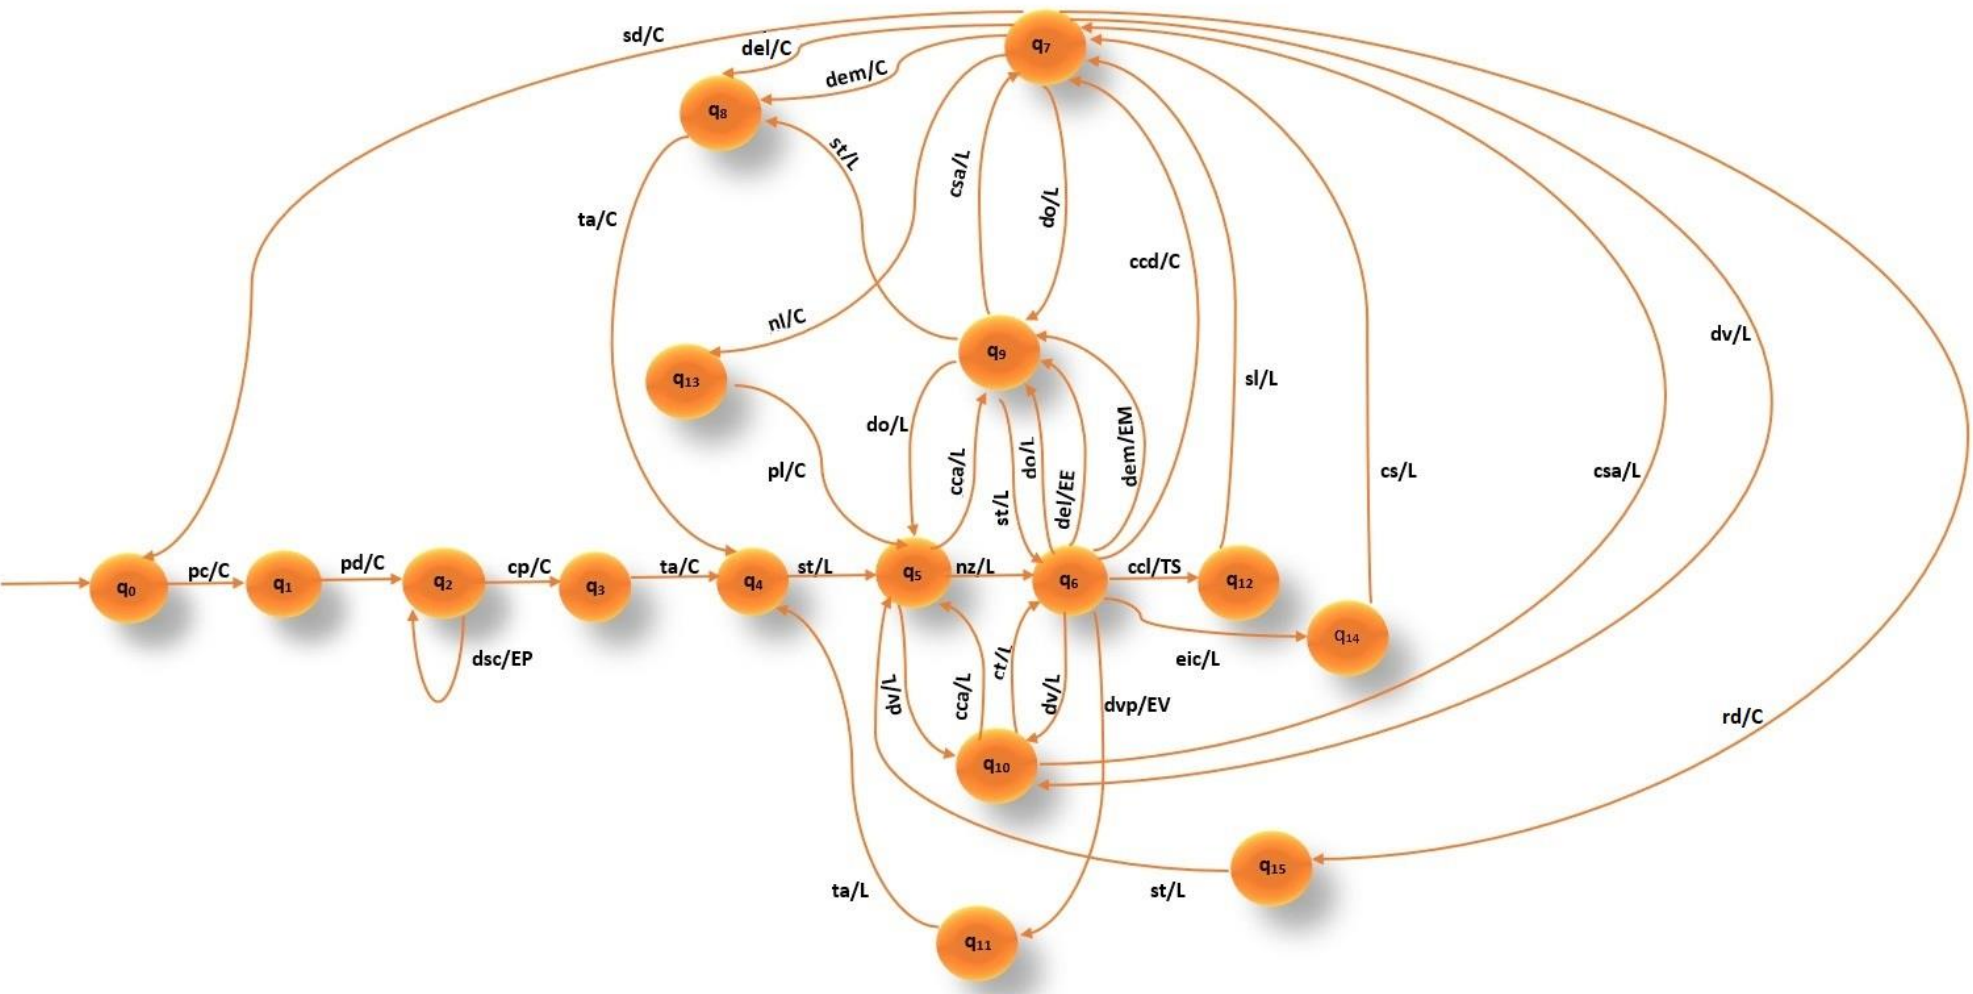 sd/C
del/C
q7
dem/C
q8
st/L
csa/L
do/L
ta/C
ccd/C
nl/C
dv/L
q9
q13
sl/L
do/L
dem/EM
pl/C
cca/L
do/L
cs/L
csa/L
st/L
del/EE
pc/C
pd/C
cp/C
ta/C
st/L
nz/L
ccl/TS
q0
q1
q2
q3
q4
q5
q6
q12
q14
dsc/EP
eic/L
dv/L
cca/L
ct/L
dv/L
dvp/EV
rd/C
q10
q15
ta/L
st/L
q11